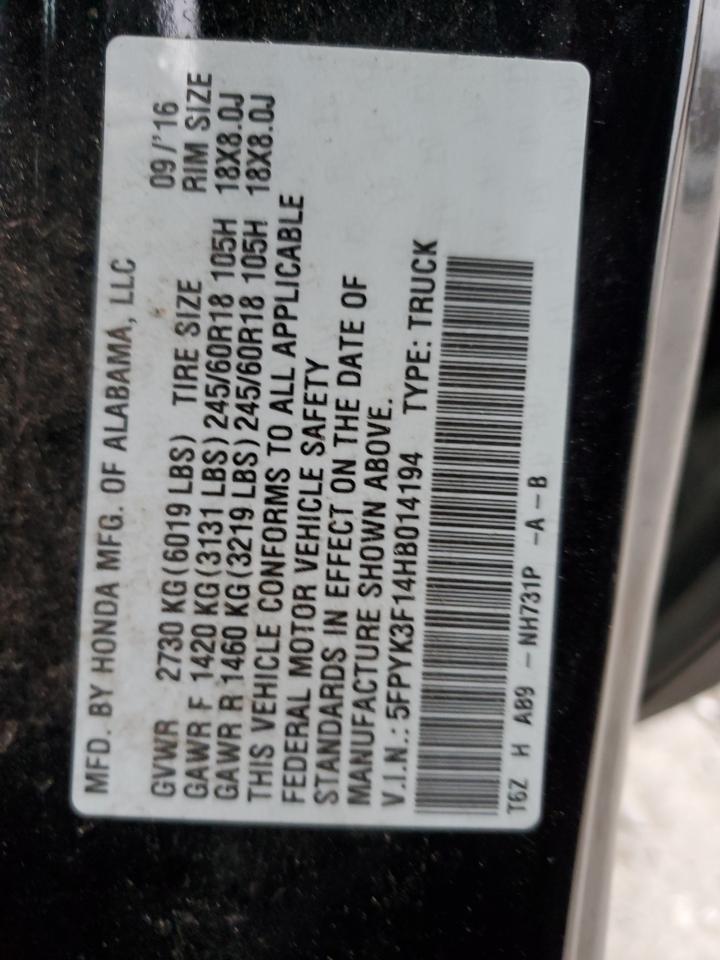 MFD. BY HONDA MFG. OF ALABAMA, LLC
09/'16
GVWR 2730 KG (6019 LBS) TIRE SIZE RIM SIZE
GAWR F 1420 KG (3131 LBS) 245/60R18 105H 18X8.0J
GAWR R 1460 KG (3219 LBS) 245/60R18 105H 18X8.0J
THIS VEHICLE CONFORMS TO ALL APPLICABLE
FEDERAL MOTOR VEHICLE SAFETY
STANDARDS IN EFFECT ON THE DATE OF
MANUFACTURE SHOWN ABOVE.
V.I.N.: 5FPYK3F14HB014194 TYPE: TRUCK
T6Z H A89 - NH731P -A-B